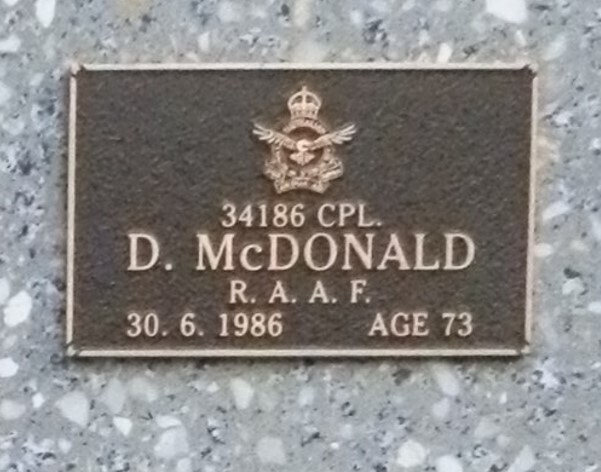 34186 CPL.
D. McDONALD
R. A. A. F.
30. 6. 1986 AGE 73